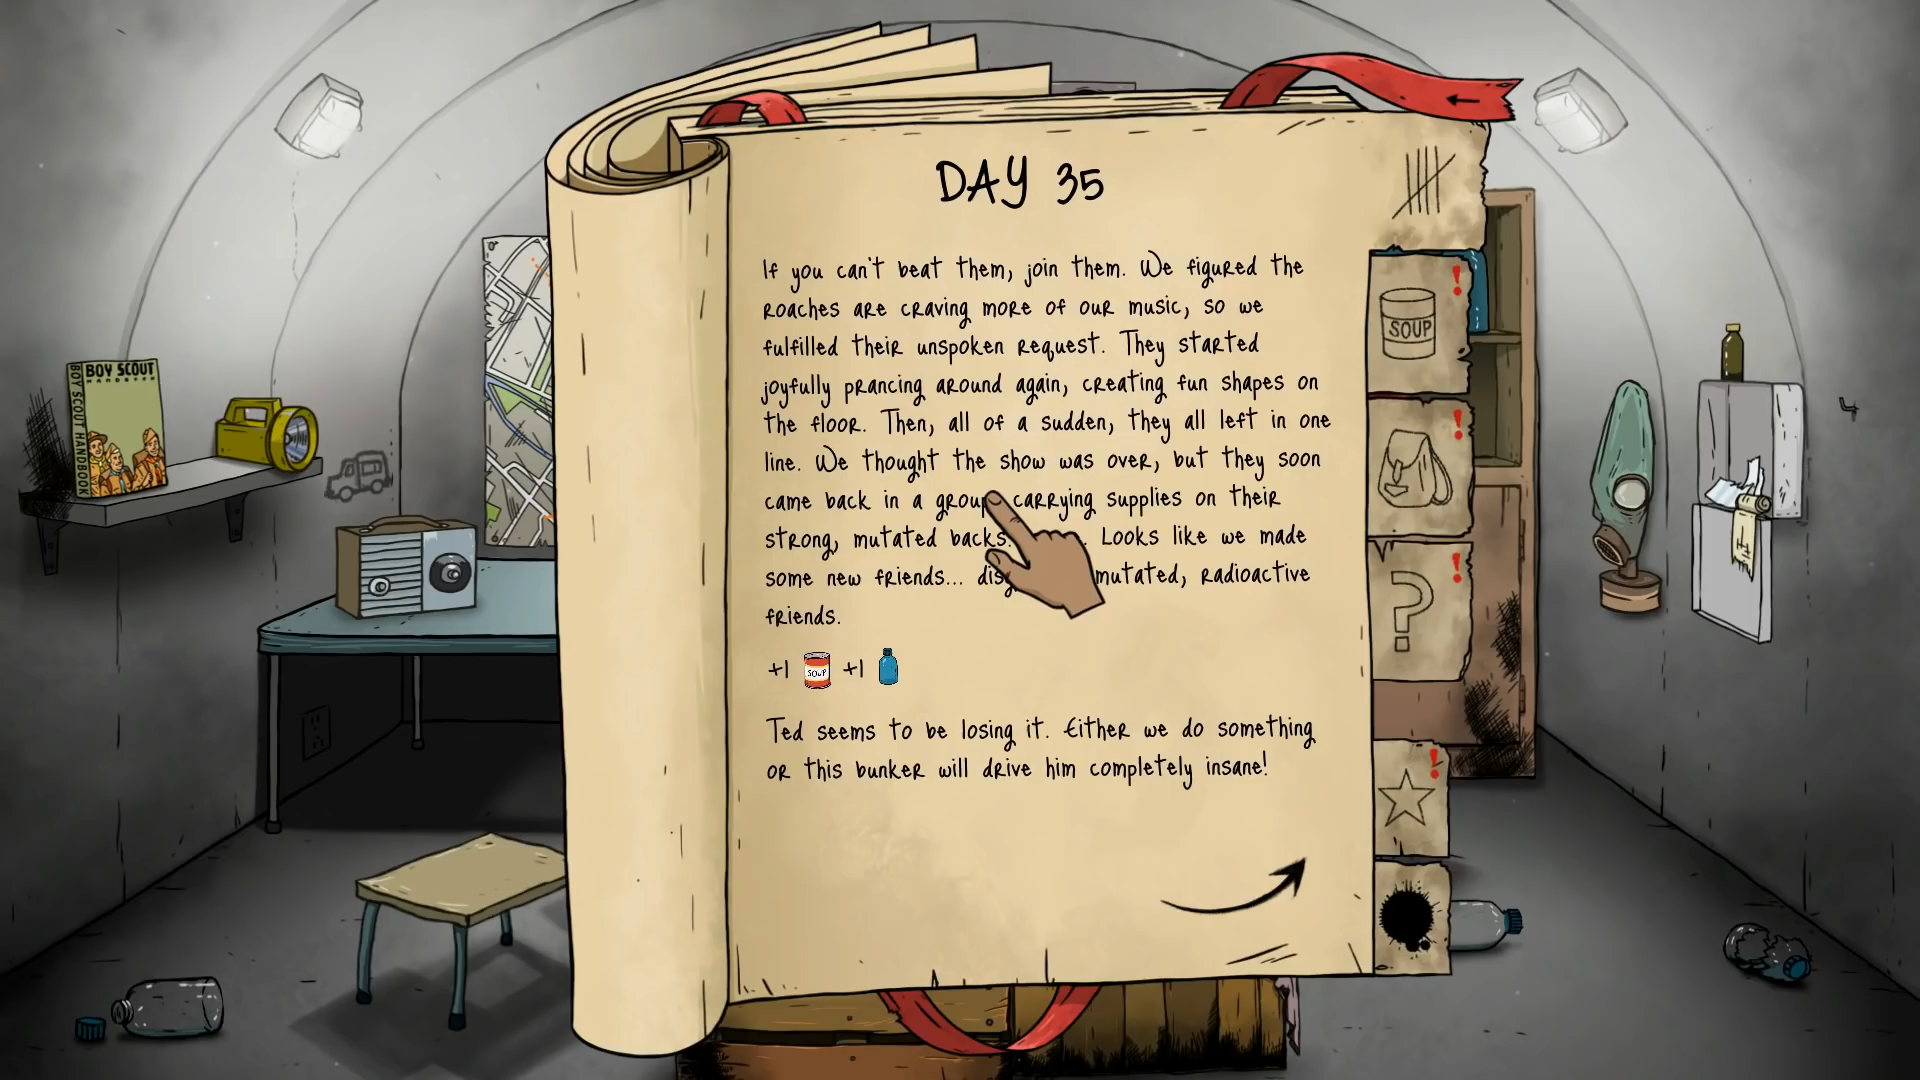 DAY 35
If you can't beat them, join them. We figured the
roaches are craving more of our music, so we
fulfilled their unspoken request. They started
joyfully prancing around again, creating fun shapes on
the floor. Then, all of a sudden, they all left in one
line. We thought the show was over, but they soon
came back in a group carrying supplies on their
strong, mutated backs. Looks like we made
some new friends... mutated, radioactive
friends.
+1 SOUP +1
Ted seems to be losing it. Either we do something
or this bunker will drive him completely insane!
!
SOUP
!
!
?
!
BOY SCOUT
HANDBOOK
BOY SCOUT HANDBOOK